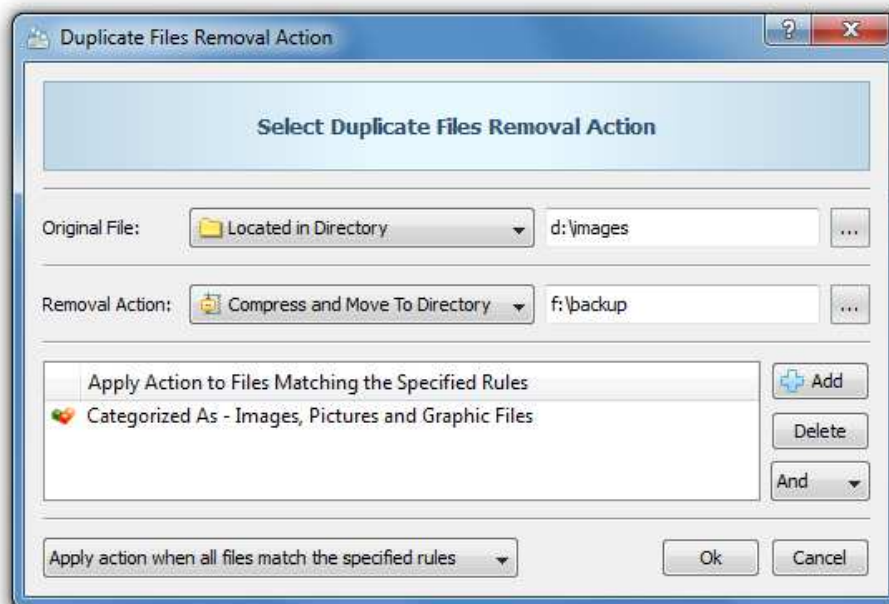 Duplicate Files Removal Action
?
X
Select Duplicate Files Removal Action
Original File: Located in Directory d:\images ...
Removal Action: Compress and Move To Directory f:\backup ...
Apply Action to Files Matching the Specified Rules
Add
Categorized As - Images, Pictures and Graphic Files
Delete
And
Apply action when all files match the specified rules Ok Cancel